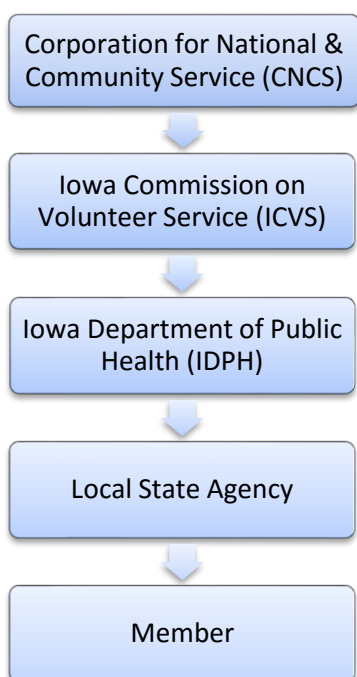 Corporation for National &
Community Service (CNCS)
Iowa Commission on
Volunteer Service (ICVS)
Iowa Department of Public
Health (IDPH)
Local State Agency
Member